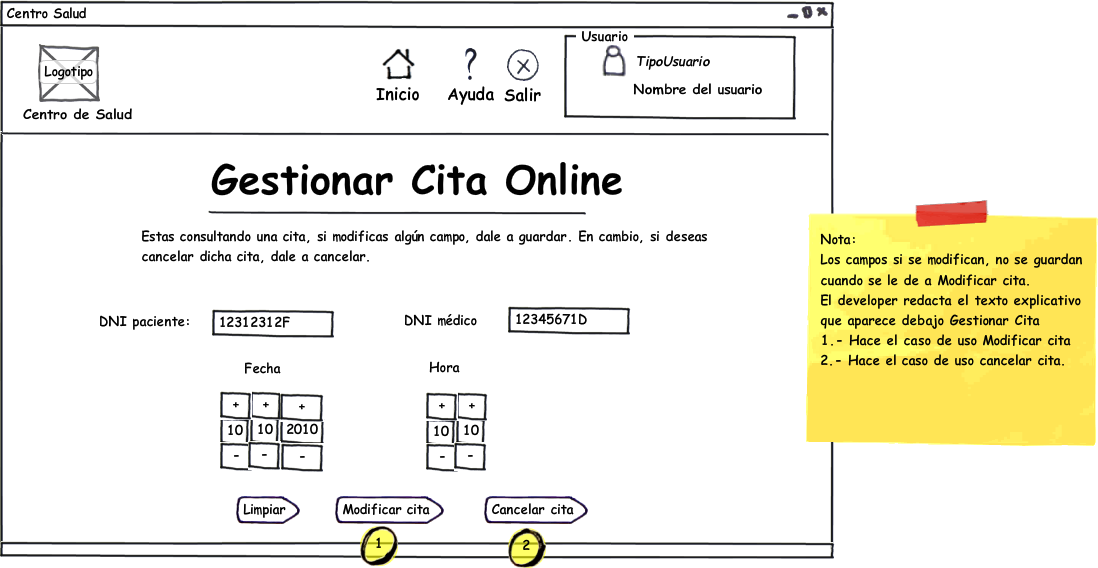 Centro Salud
Logotipo
Centro de Salud
Inicio
Ayuda
Salir
Usuario
TipoUsuario
Nombre del usuario
Gestionar Cita Online
Estas consultando una cita, si modificas algún campo, dale a guardar. En cambio, si deseas
cancelar dicha cita, dale a cancelar.
DNI paciente:
12312312F
DNI médico
12345671D
Fecha
Hora
+ + +
10 10 2010
- - -
+ +
10 10
- -
Limpiar
Modificar cita
Cancelar cita
1
2
Nota:
Los campos si se modifican, no se guardan
cuando se le de a Modificar cita.
El developer redacta el texto explicativo
que aparece debajo Gestionar Cita
1.- Hace el caso de uso Modificar cita
2.- Hace el caso de uso cancelar cita.